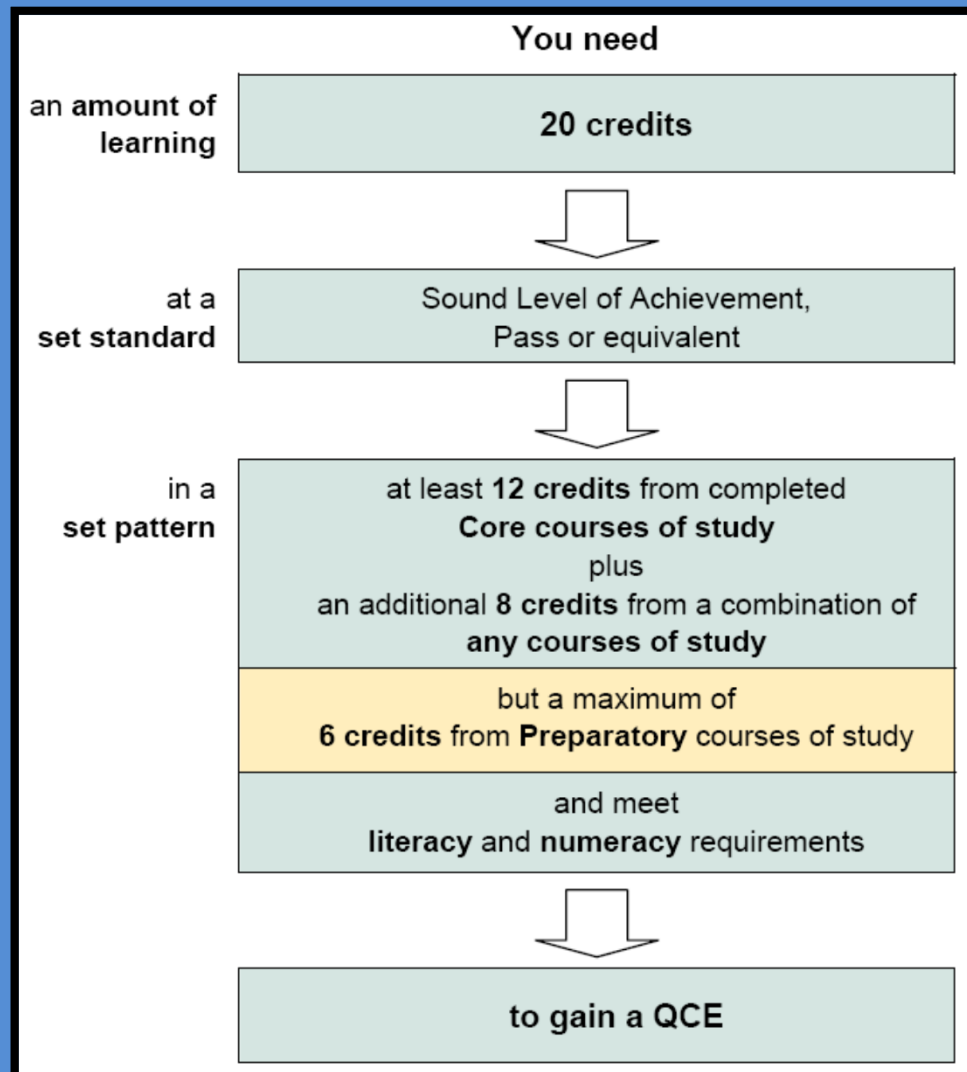 You need
an amount of
learning
20 credits
at a
set standard
Sound Level of Achievement,
Pass or equivalent
in a
set pattern
at least 12 credits from completed
Core courses of study
plus
an additional 8 credits from a combination of
any courses of study
but a maximum of
6 credits from Preparatory courses of study
and meet
literacy and numeracy requirements
to gain a QCE